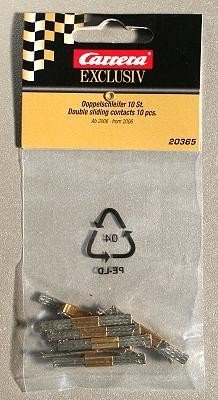 Carrera
EXCLUSIV
Doppelschleifer 10 St.
Double sliding contacts 10 pcs.
Ab 2006 - from 2006
20365
04
PE-LD